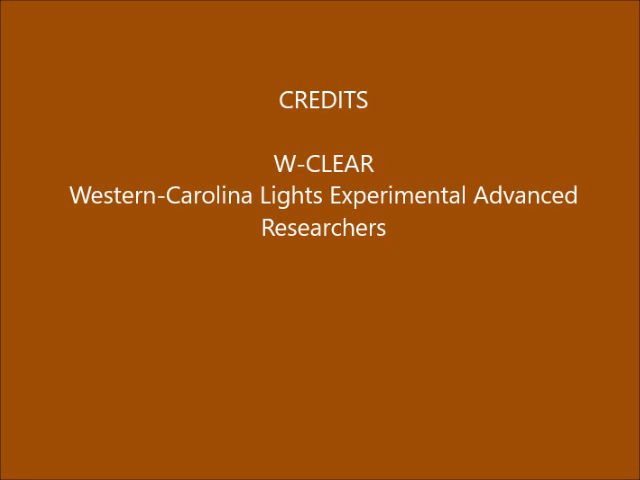 CREDITS
W-CLEAR
Western-Carolina Lights Experimental Advanced
Researchers